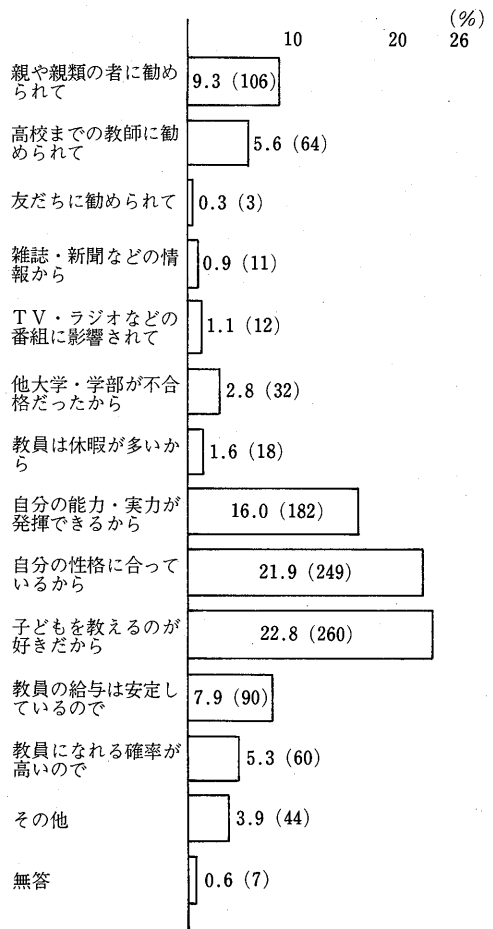 (%)
10 20 26
親や親類の者に勧め
られて
9.3 (106)
高校までの教師に勧
められて
5.6 (64)
友だちに勧められて
0.3 (3)
雑誌・新聞などの情
報から
0.9 (11)
TV・ラジオなどの
番組に影響されて
1.1 (12)
他大学・学部が不合
格だったから
2.8 (32)
教員は休暇が多いか
ら
1.6 (18)
自分の能力・実力が
発揮できるから
16.0 (182)
自分の性格に合って
いるから
21.9 (249)
子どもを教えるのが
好きだから
22.8 (260)
教員の給与は安定し
ているので
7.9 (90)
教員になれる確率が
高いので
5.3 (60)
その他
3.9 (44)
無答
0.6 (7)